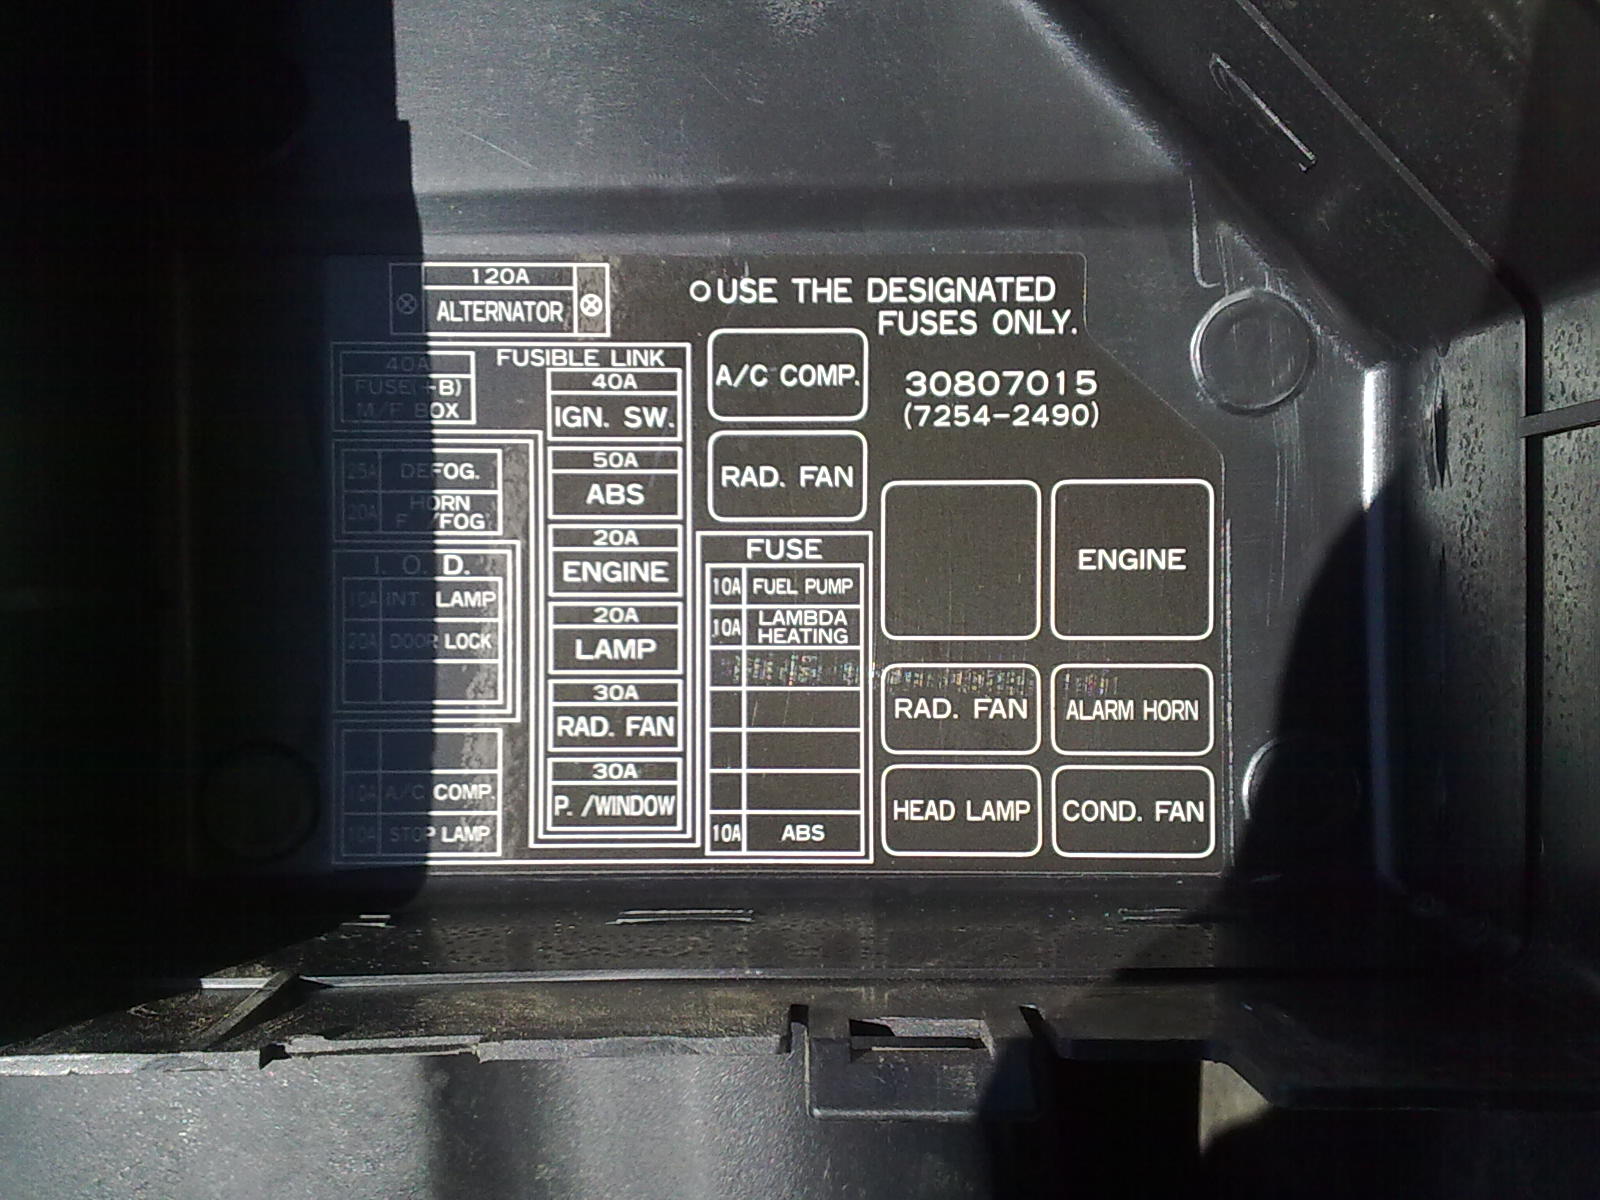 120A
ALTERNATOR
○USE THE DESIGNATED
FUSES ONLY.
30807015
(7254-2490)
FUSIBLE LINK
40A
FUSE(+B)
M/F BOX
40A
IGN. SW.
50A
ABS
20A
ENGINE
20A
LAMP
30A
RAD. FAN
30A
P. /WINDOW
25A DEFOG.
20A HORN
F. /FOG
I. O. D.
10A INT. LAMP
20A DOOR LOCK
10A A/C COMP.
10A STOP LAMP
A/C COMP.
RAD. FAN
FUSE
10A FUEL PUMP
10A LAMBDA
HEATING
10A ABS
ENGINE
RAD. FAN
ALARM HORN
HEAD LAMP
COND. FAN